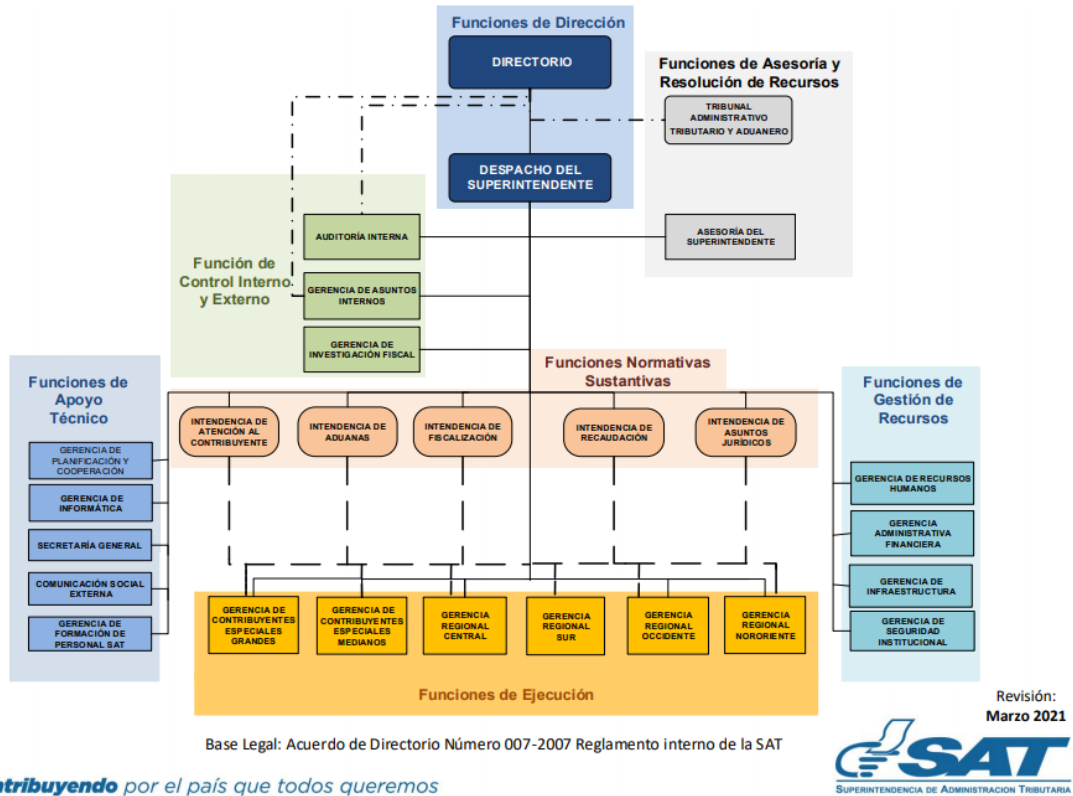 Funciones de Dirección
DIRECTORIO
Funciones de Asesoría y
Resolución de Recursos
TRIBUNAL
ADMINISTRATIVO
TRIBUTARIO Y ADUANERO
DESPACHO DEL
SUPERINTENDENTE
AUDITORÍA INTERNA
ASESORÍA DEL
SUPERINTENDENTE
Función de
Control Interno
y Externo
GERENCIA DE ASUNTOS
INTERNOS
GERENCIA DE
INVESTIGACIÓN FISCAL
Funciones Normativas
Sustantivas
Funciones de
Apoyo
Técnico
INTENDENCIA DE
ATENCIÓN AL
CONTRIBUYENTE
INTENDENCIA DE
ADUANAS
INTENDENCIA DE
FISCALIZACIÓN
INTENDENCIA DE
RECAUDACIÓN
INTENDENCIA DE
ASUNTOS
JURÍDICOS
Funciones de
Gestión de
Recursos
GERENCIA DE
PLANIFICACIÓN Y
COOPERACIÓN
GERENCIA DE
INFORMÁTICA
SECRETARÍA GENERAL
COMUNICACIÓN SOCIAL
EXTERNA
GERENCIA DE
FORMACIÓN DE
PERSONAL SAT
GERENCIA DE RECURSOS
HUMANOS
GERENCIA
ADMINISTRATIVA
FINANCIERA
GERENCIA DE
INFRAESTRUCTURA
GERENCIA DE
SEGURIDAD
INSTITUCIONAL
GERENCIA DE
CONTRIBUYENTES
ESPECIALES
GRANDES
GERENCIA DE
CONTRIBUYENTES
ESPECIALES
MEDIANOS
GERENCIA
REGIONAL
CENTRAL
GERENCIA
REGIONAL
SUR
GERENCIA
REGIONAL
OCCIDENTE
GERENCIA
REGIONAL
NORORIENTE
Funciones de Ejecución
Revisión:
Marzo 2021
Base Legal: Acuerdo de Directorio Número 007-2007 Reglamento interno de la SAT
SAT
SUPERINTENDENCIA DE ADMINISTRACION TRIBUTARIA
ntribuyendo por el país que todos queremos